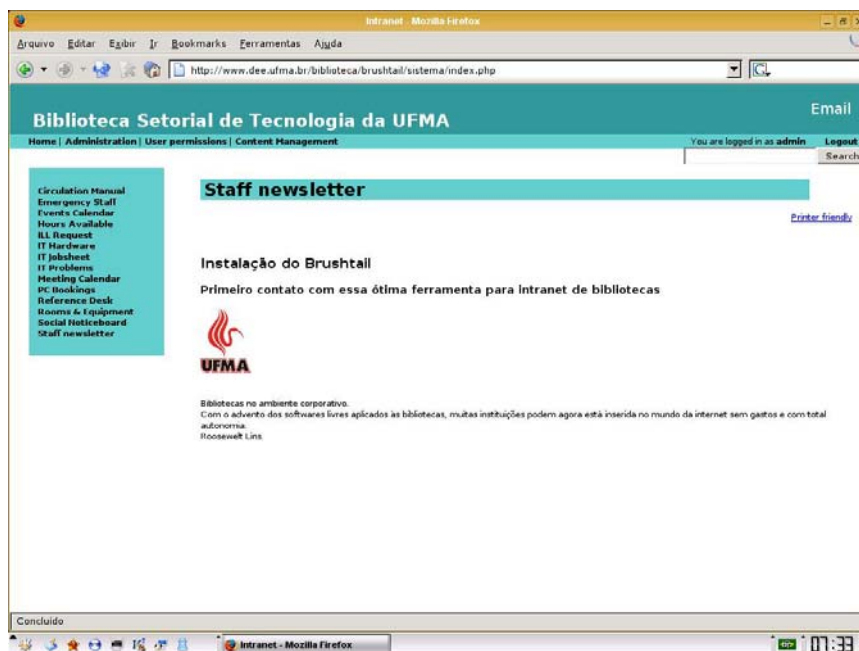 Intranet - Mozilla Firefox
Arquivo Editar Exibir Ir Bookmarks Ferramentas Ajuda
http://www.dee.ufma.br/biblioteca/brushtail/sistema/index.php
Email
Biblioteca Setorial de Tecnologia da UFMA
Home | Administration | User permissions | Content Management
You are logged in as admin Logout
Search
Circulation Manual
Emergency Staff
Events Calendar
Hours Available
ILL Request
IT Hardware
IT Jobsheet
IT Problems
Meeting Calendar
PC Bookings
Reference Desk
Rooms & Equipment
Social Noticeboard
Staff newsletter
Staff newsletter
Printer friendly
Instalação do Brushtail
Primeiro contato com essa ótima ferramenta para intranet de bibliotecas
UFMA
Bibliotecas no ambiente corporativo.
Com o advento dos softwares livres aplicados às bibliotecas, muitas instituições podem agora está inserida no mundo da internet sem gastos e com total
autonomia.
Roosewelt Lins
Concluído
Intranet - Mozilla Firefox
07:33